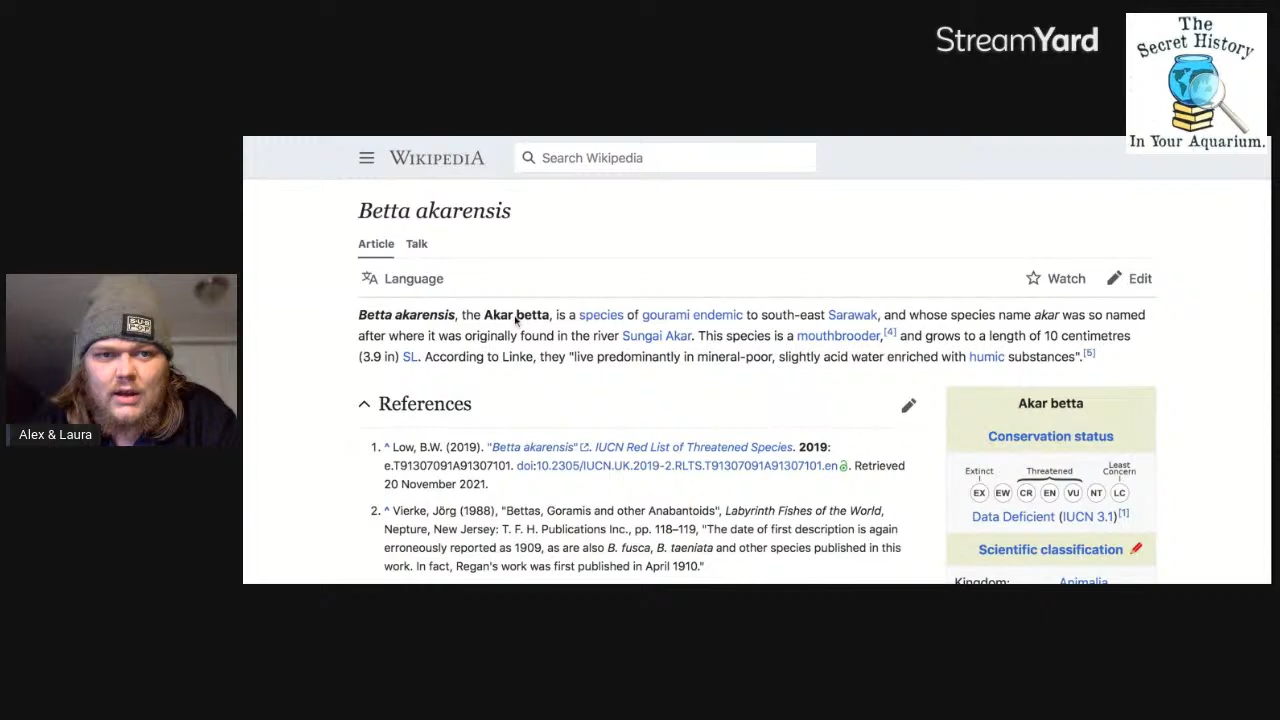 StreamYard
The
Secret History
In Your Aquarium.
WIKIPEDIA
Search Wikipedia
Betta akarensis
Article Talk
Language
Watch
Edit
Betta akarensis, the Akar betta, is a species of gourami endemic to south-east Sarawak, and whose species name akar was so named
after where it was originally found in the river Sungai Akar. This species is a mouthbrooder,[4] and grows to a length of 10 centimetres
(3.9 in) SL. According to Linke, they "live predominantly in mineral-poor, slightly acid water enriched with humic substances".[5]
References
1. ^ Low, B.W. (2019). "Betta akarensis". IUCN Red List of Threatened Species. 2019:
e.T91307091A91307101. doi:10.2305/IUCN.UK.2019-2.RLTS.T91307091A91307101.en. Retrieved
20 November 2021.
2. ^ Vierke, Jörg (1988), "Bettas, Goramis and other Anabantoids", Labyrinth Fishes of the World,
Nepture, New Jersey: T. F. H. Publications Inc., pp. 118–119, "The date of first description is again
erroneously reported as 1909, as are also B. fusca, B. taeniata and other species published in this
work. In fact, Regan's work was first published in April 1910."
Akar betta
Conservation status
Extinct Threatened Least Concern
EX EW CR EN VU NT LC
Data Deficient (IUCN 3.1)[1]
Scientific classification
Kingdom: Animalia
SUB
POP
Alex & Laura